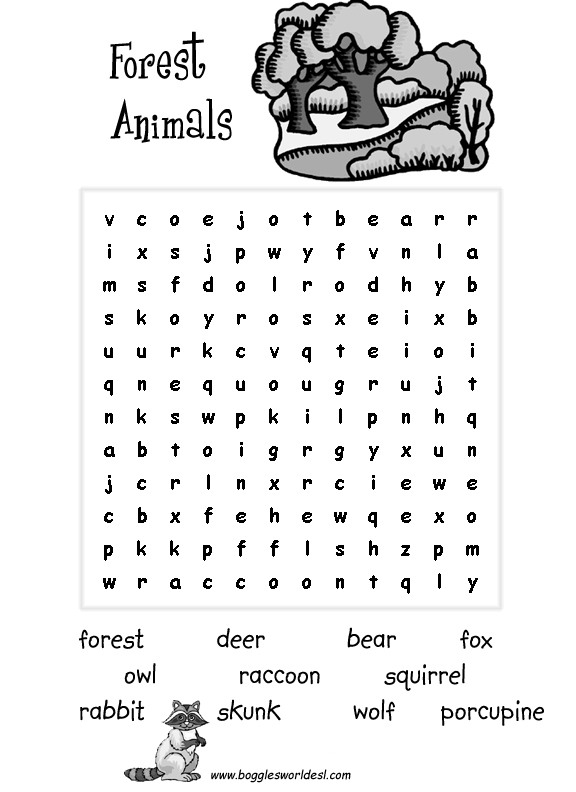 Forest
Animals
v c o e j o t b e a r r
i x s j p w y f v n l a
m s f d o l r o d h y b
s k o y r o s x e i x b
u u r k c v q t e i o i
q n e q u o u g r u j t
n k s w p k i l p n h q
a b t o i g r g y x u n
j c r l n x r c i e w e
c b x f e h e w q e x o
p k k p f f l s h z p m
w r a c c o o n t q l y
forest deer bear fox
owl raccoon squirrel
rabbit skunk wolf porcupine
www.bogglesworldesl.com